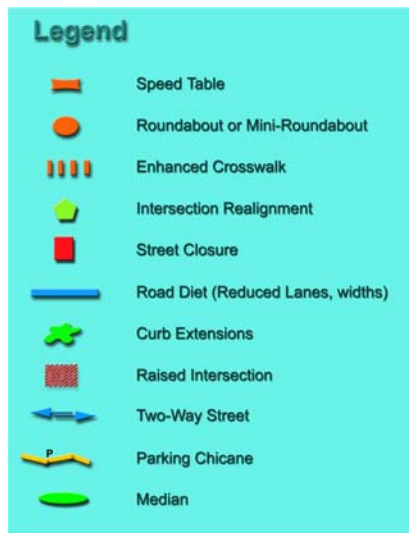 Legend
Speed Table
Roundabout or Mini-Roundabout
Enhanced Crosswalk
Intersection Realignment
Street Closure
Road Diet (Reduced Lanes, widths)
Curb Extensions
Raised Intersection
Two-Way Street
P Parking Chicane
Median